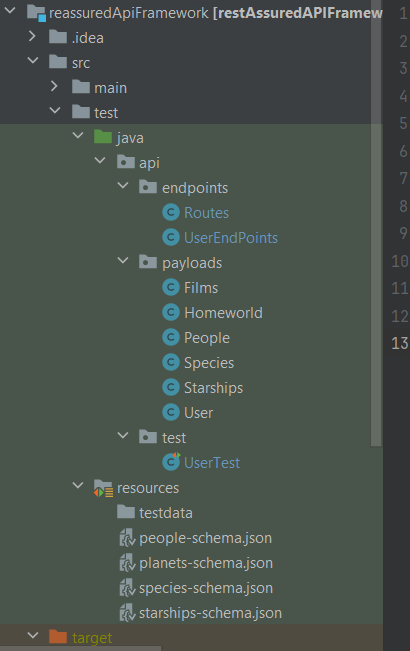 reassuredApiFramework [restAssuredAPIFramew
1
.idea
2
src
3
main
4
test
5
java
6
api
7
endpoints
8
Routes
9
UserEndPoints
10
payloads
11
Films
12
Homeworld
13
People
Species
Starships
User
test
UserTest
resources
testdata
people-schema.json
planets-schema.json
species-schema.json
starships-schema.json
target